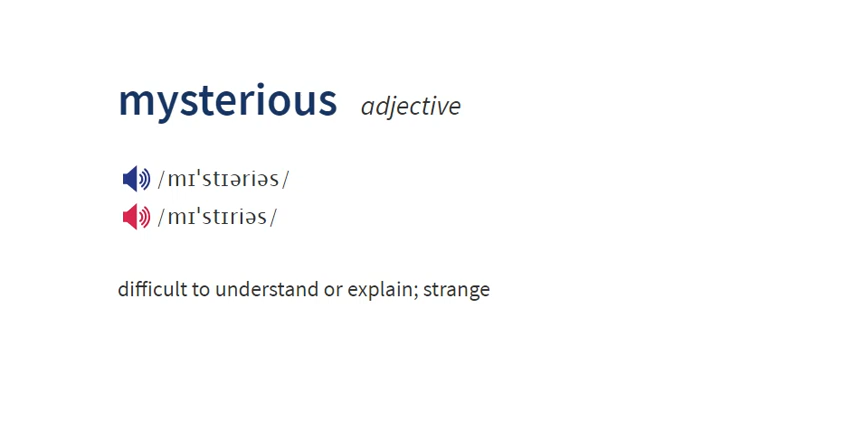 mysterious adjective
/mɪˈstɪəriəs/
/mɪˈstɪriəs/
difficult to understand or explain; strange